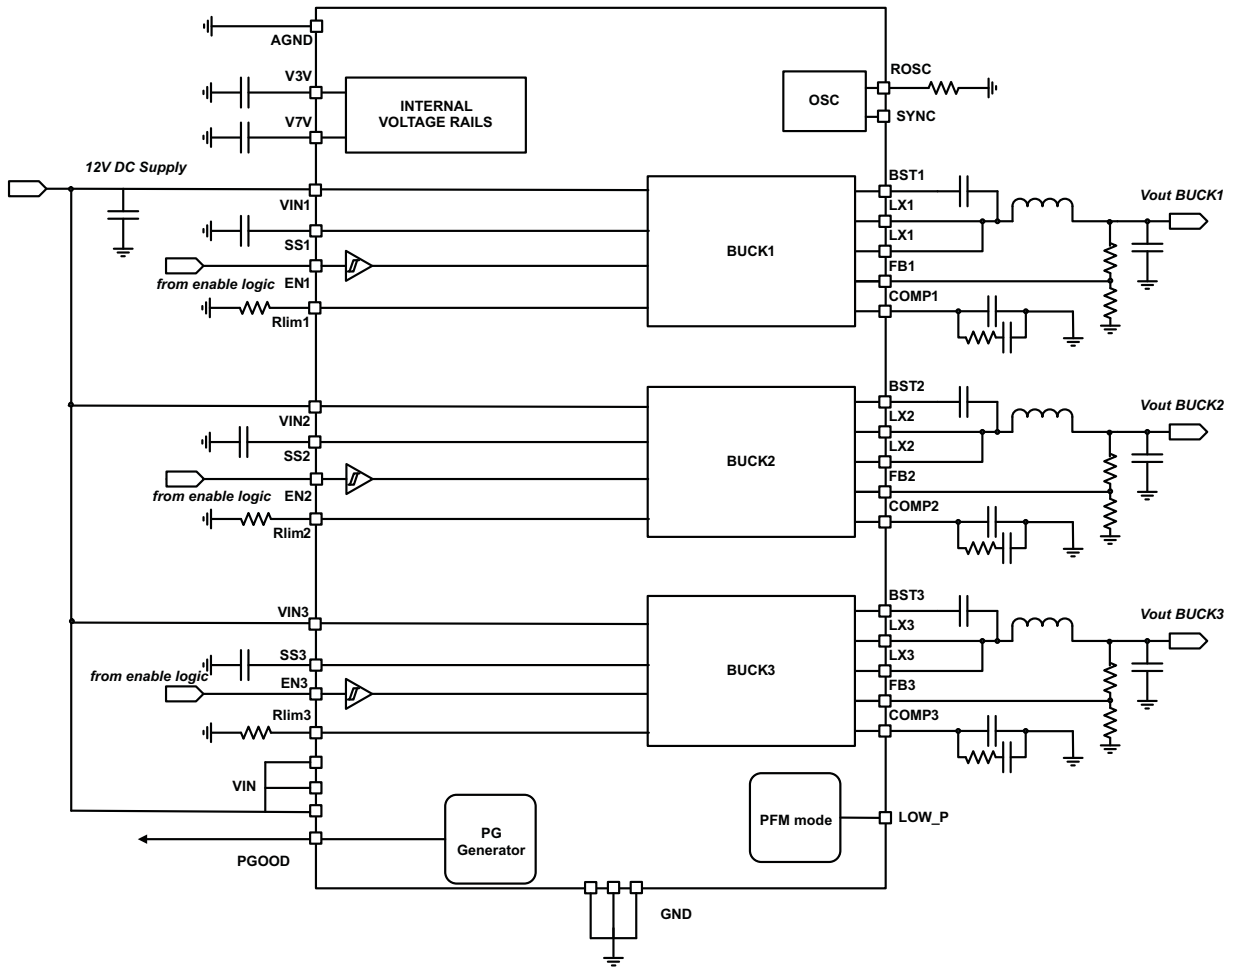 AGND
V3V
V7V
INTERNAL
VOLTAGE RAILS
OSC
ROSC
SYNC
12V DC Supply
VIN1
SS1
from enable logic
EN1
Rlim1
BUCK1
BST1
LX1
LX1
FB1
COMP1
Vout BUCK1
VIN2
SS2
from enable logic
EN2
Rlim2
BUCK2
BST2
LX2
LX2
FB2
COMP2
Vout BUCK2
VIN3
SS3
from enable logic
EN3
Rlim3
BUCK3
BST3
LX3
LX3
FB3
COMP3
Vout BUCK3
VIN
PGOOD
PG
Generator
PFM mode
LOW_P
GND